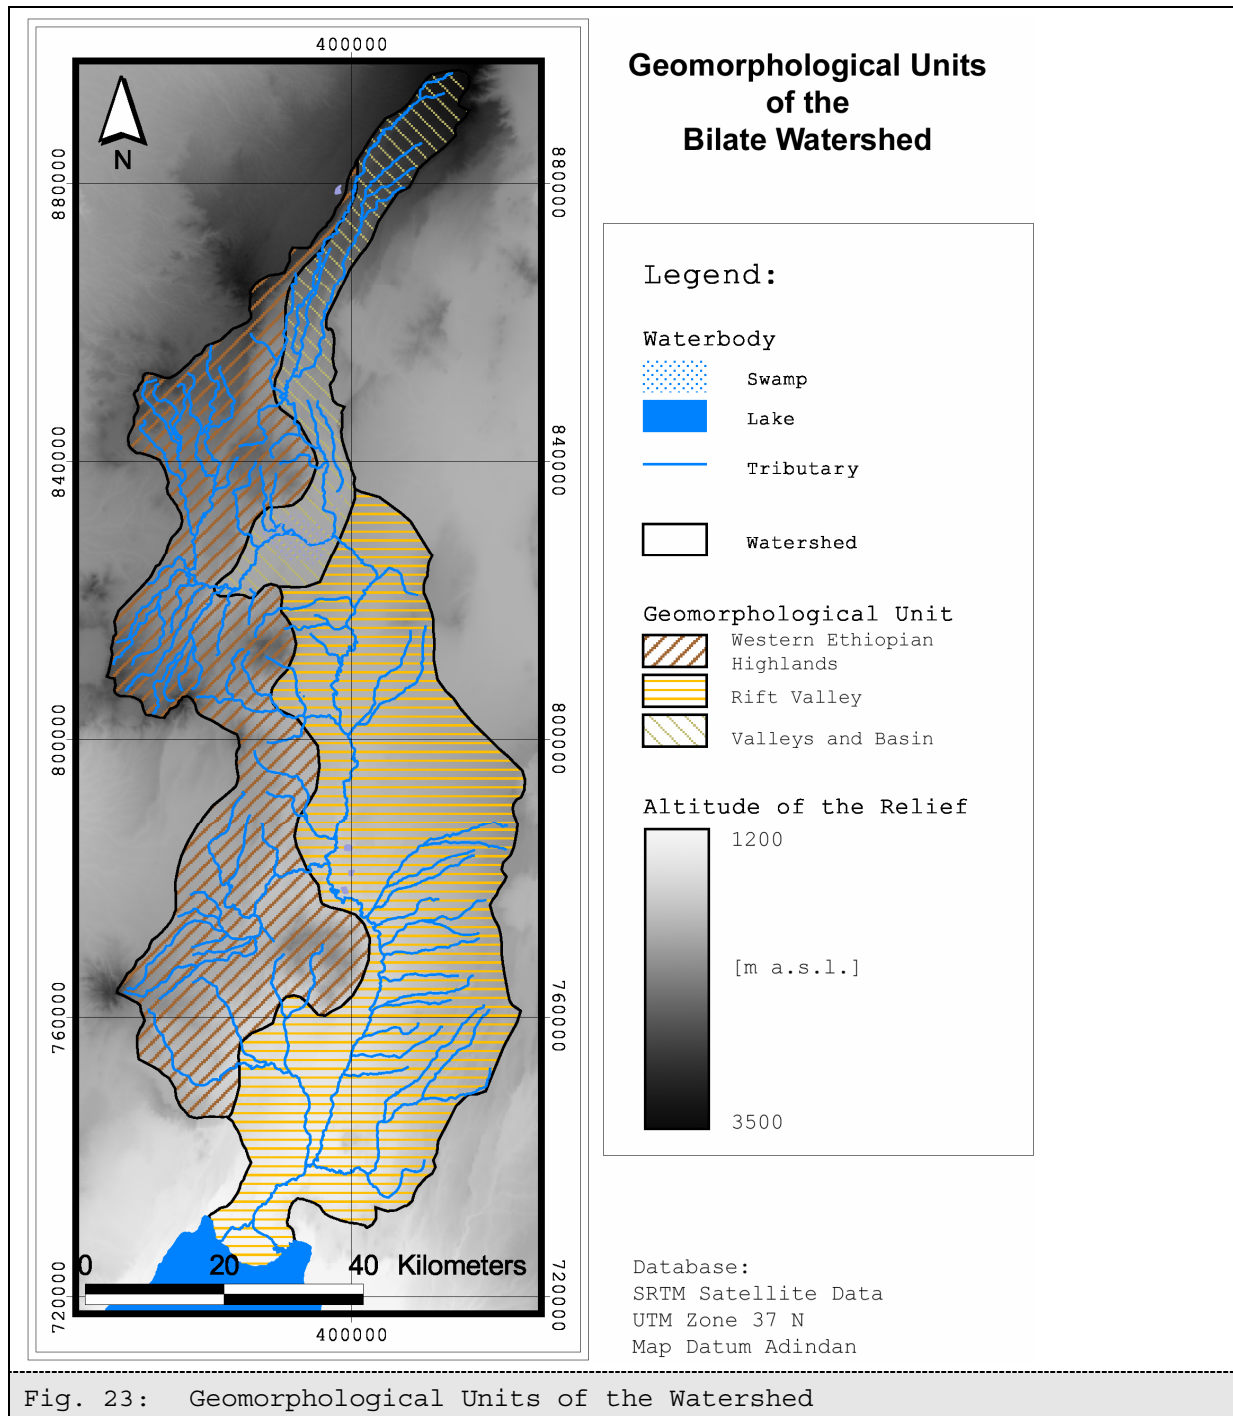 Geomorphological Units
of the
Bilate Watershed
400000
N
880000
880000
840000
840000
800000
800000
760000
760000
720000
720000
0 20 40 Kilometers
400000
Legend:
Waterbody
Swamp
Lake
Tributary
Watershed
Geomorphological Unit
Western Ethiopian
Highlands
Rift Valley
Valleys and Basin
Altitude of the Relief
1200
[m a.s.l.]
3500
Database:
SRTM Satellite Data
UTM Zone 37 N
Map Datum Adindan
Fig. 23: Geomorphological Units of the Watershed